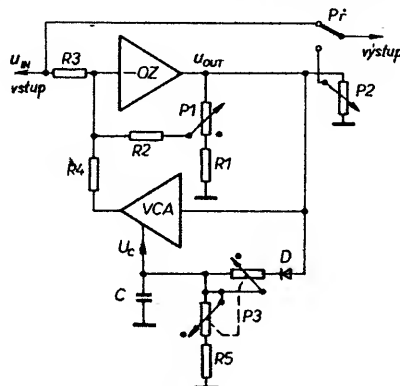 Př
u_IN
vstup
R3
OZ
u_OUT
výstup
P1
P2
R2
R1
R4
VCA
U_C
D
C
P3
R5